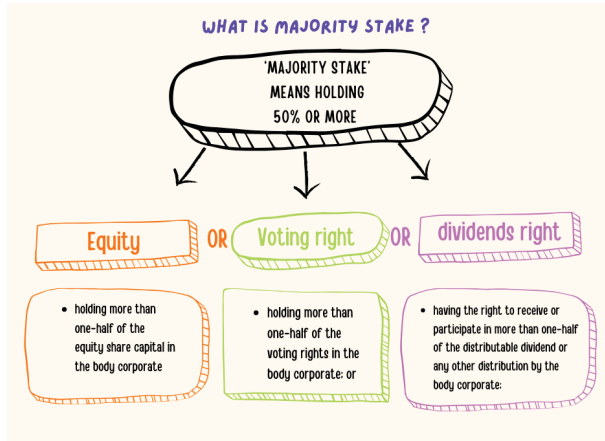 WHAT IS MAJORITY STAKE ?
'MAJORITY STAKE'
MEANS HOLDING
50% OR MORE
Equity OR Voting right OR dividends right
• holding more than
one-half of the
equity share capital in
the body corporate
• holding more than
one-half of the
voting rights in the
body corporate; or
• having the right to receive or
participate in more than one-half
of the distributable dividend or
any other distribution by the
body corporate;